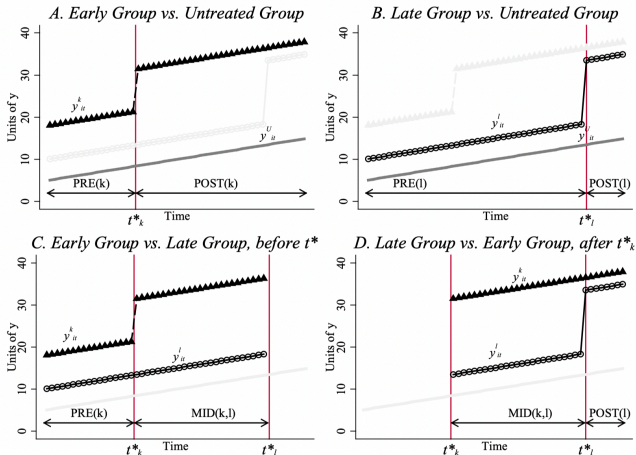 A. Early Group vs. Untreated Group
Units of y
0 10 20 30 40
y^k_it
y^U_it
PRE(k) POST(k)
t*_k Time
B. Late Group vs. Untreated Group
Units of y
0 10 20 30 40
y^l_it
y^U_it
PRE(l) POST(l)
Time t*_l
C. Early Group vs. Late Group, before t*
Units of y
0 10 20 30 40
y^k_it
y^l_it
PRE(k) MID(k,l)
t*_k Time t*_l
D. Late Group vs. Early Group, after t*_k
Units of y
0 10 20 30 40
y^k_it
y^l_it
MID(k,l) POST(l)
t*_k Time t*_l